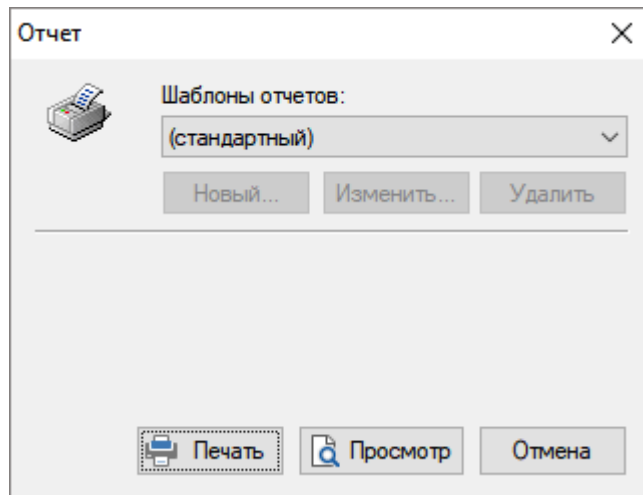 Отчет
Шаблоны отчетов:
(стандартный)
Новый... Изменить... Удалить
Печать Просмотр Отмена